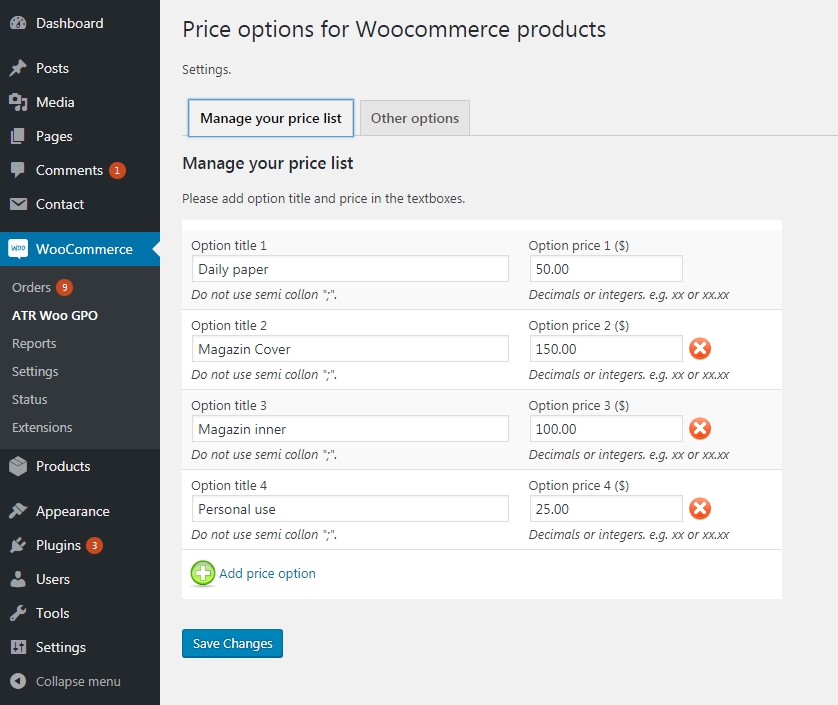 Dashboard
Posts
Media
Pages
Comments 1
Contact
woo WooCommerce
Orders 9
ATR Woo GPO
Reports
Settings
Status
Extensions
Products
Appearance
Plugins 3
Users
Tools
Settings
Collapse menu
Price options for Woocommerce products
Settings.
Manage your price list Other options
Manage your price list
Please add option title and price in the textboxes.
Option title 1 Option price 1 ($)
Daily paper 50.00
Do not use semi collon ";". Decimals or integers. e.g. xx or xx.xx
Option title 2 Option price 2 ($)
Magazin Cover 150.00
Do not use semi collon ";". Decimals or integers. e.g. xx or xx.xx
Option title 3 Option price 3 ($)
Magazin inner 100.00
Do not use semi collon ";". Decimals or integers. e.g. xx or xx.xx
Option title 4 Option price 4 ($)
Personal use 25.00
Do not use semi collon ";". Decimals or integers. e.g. xx or xx.xx
Add price option
Save Changes